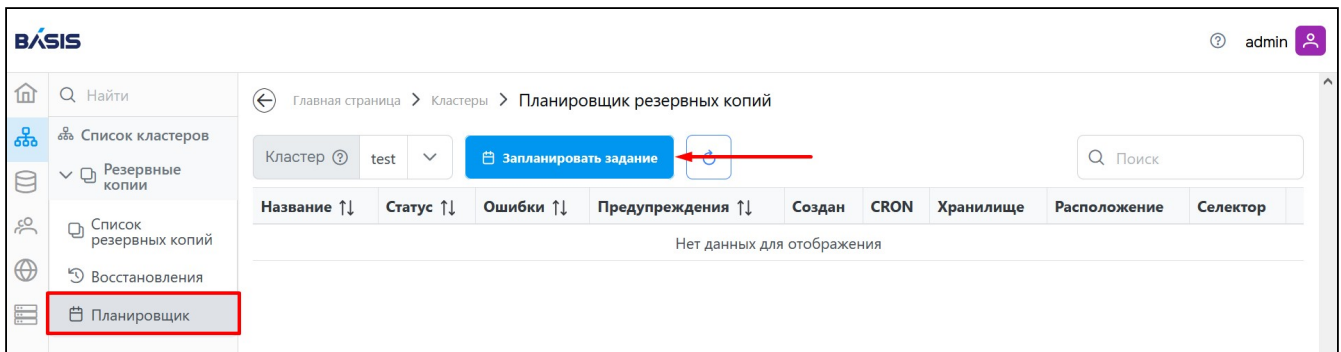 BÁSIS
admin
Найти
Главная страница > Кластеры > Планировщик резервных копий
Список кластеров
Кластер test
Запланировать задание
Поиск
Резервные
копии
Название Статус Ошибки Предупреждения Создан CRON Хранилище Расположение Селектор
Список
резервных копий
Нет данных для отображения
Восстановления
Планировщик